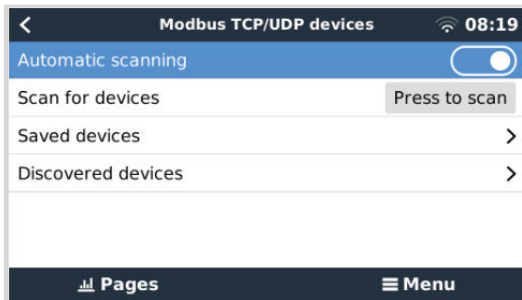 Modbus TCP/UDP devices 08:19
Automatic scanning
Scan for devices Press to scan
Saved devices
Discovered devices
Pages Menu